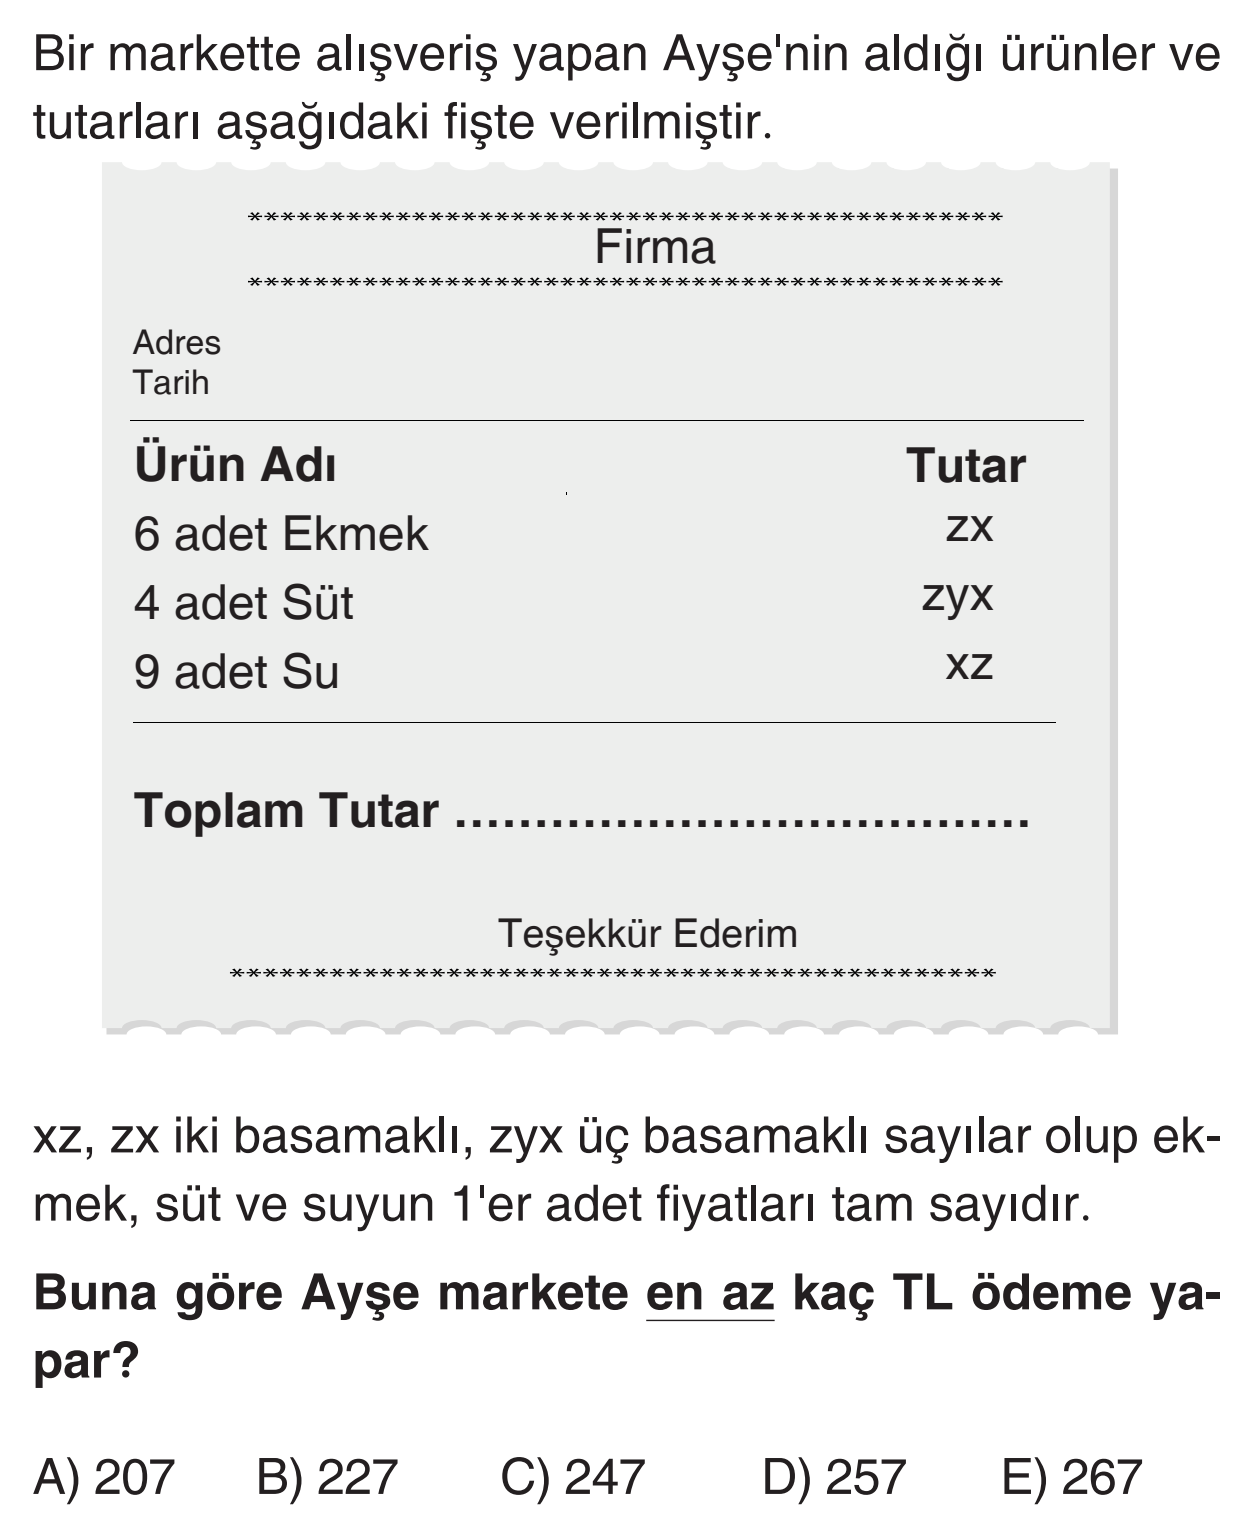 Bir markette alışveriş yapan Ayşe'nin aldığı ürünler ve
tutarları aşağıdaki fişte verilmiştir.
**********************************************
Firma
**********************************************
Adres
Tarih
Ürün Adı Tutar
6 adet Ekmek zx
4 adet Süt zyx
9 adet Su xz
Toplam Tutar ....................................
Teşekkür Ederim
**********************************************
xz, zx iki basamaklı, zyx üç basamaklı sayılar olup ek-
mek, süt ve suyun 1'er adet fiyatları tam sayıdır.
Buna göre Ayşe markete en az kaç TL ödeme ya-
par?
A) 207 B) 227 C) 247 D) 257 E) 267